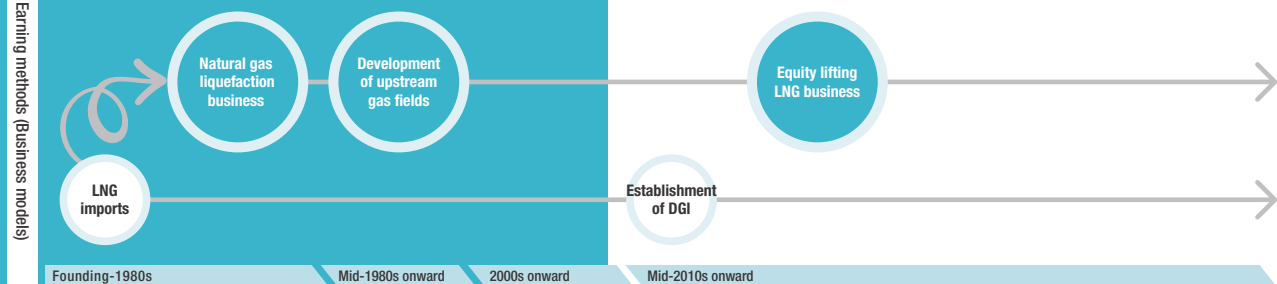 Earning methods (Business models)
Natural gas
liquefaction
business
Development
of upstream
gas fields
Equity lifting
LNG business
LNG
imports
Establishment
of DGI
Founding-1980s
Mid-1980s onward
2000s onward
Mid-2010s onward